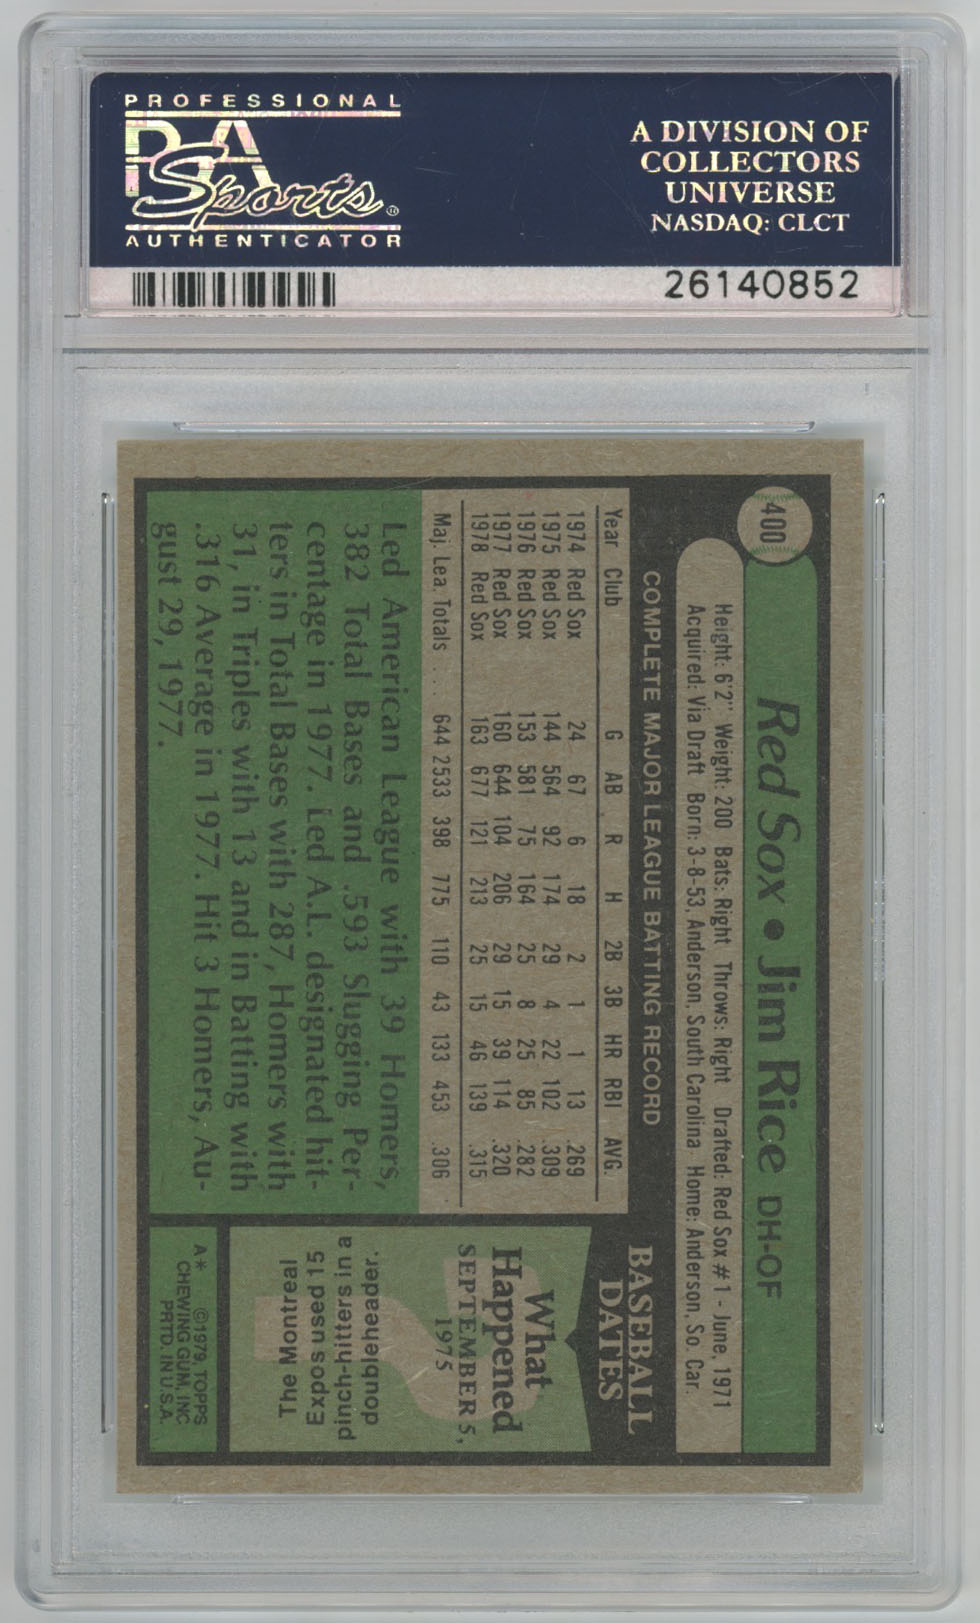 PROFESSIONAL
PSA
Sports
AUTHENTICATOR
A DIVISION OF
COLLECTORS
UNIVERSE
NASDAQ: CLCT
26140852
400
Red Sox • Jim Rice DH-OF
Height: 6'2" Weight: 200 Bats: Right Throws: Right Drafted: Red Sox #1 - June, 1971
Acquired: Via Draft Born: 3-8-53, Anderson, South Carolina Home: Anderson, So. Car.
COMPLETE MAJOR LEAGUE BATTING RECORD
Year Club G AB R H 2B 3B HR RBI AVG.
1974 Red Sox 24 67 6 18 2 1 1 13 .269
1975 Red Sox 144 564 92 174 29 4 22 102 .309
1976 Red Sox 153 581 75 164 25 8 25 85 .282
1977 Red Sox 160 644 104 206 29 15 39 114 .320
1978 Red Sox 163 677 121 213 25 15 46 139 .315
Maj. Lea. Totals . . . 644 2533 398 775 110 43 133 453 .306
Led American League with 39 Homers,
382 Total Bases and .593 Slugging Per-
centage in 1977. Led A.L. designated hit-
ters in Total Bases with 287, Homers with
31, in Triples with 13 and in Batting with
.316 Average in 1977. Hit 3 Homers, Au-
gust 29, 1977.
BASEBALL
DATES
What
Happened
SEPTEMBER 5,
1975
The Montreal
Expos used 15
pinch-hitters in a
doubleheader.
A* ©1979, TOPPS
CHEWING GUM, INC
PRTD. IN U.S.A.